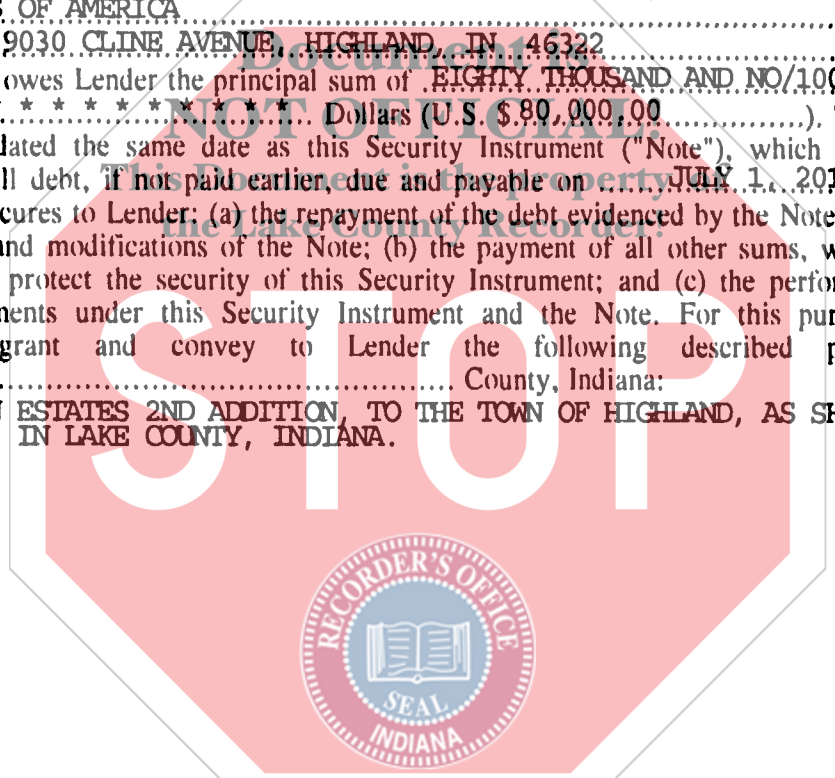 OF AMERICA
9030 CLINE AVENUE, HIGHLAND, IN 46322
owes Lender the principal sum of EIGHTY THOUSAND AND NO/10
* * * * * * * * * * Dollars (U.S. $ 80,000,00 ).
dated the same date as this Security Instrument ("Note"), which
ll debt, if not paid earlier, due and payable on JULY 1, 201
cures to Lender: (a) the repayment of the debt evidenced by the Note
and modifications of the Note; (b) the payment of all other sums, w
protect the security of this Security Instrument; and (c) the perfor
ments under this Security Instrument and the Note. For this pur
grant and convey to Lender the following described p
County, Indiana:
ESTATES 2ND ADDITION, TO THE TOWN OF HIGHLAND, AS SH
IN LAKE COUNTY, INDIANA.
Document is
NOT OFFICIAL!
This Document is the property of
the Lake County Recorder!
STOP
RECORDER'S OFFICE
SEAL
INDIANA